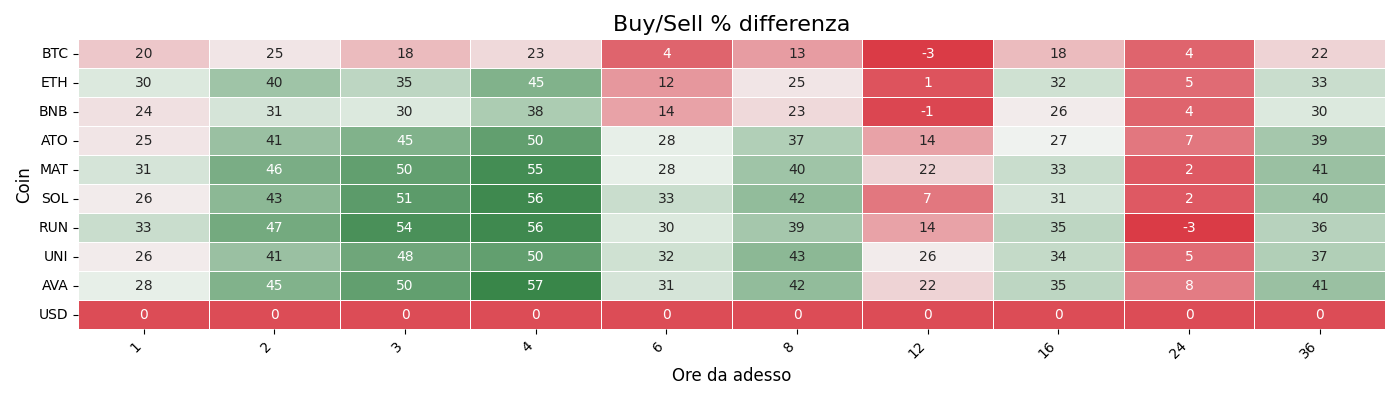 Buy/Sell % differenza
Coin
BTC 20 25 18 23 4 13 -3 18 4 22
ETH 30 40 35 45 12 25 1 32 5 33
BNB 24 31 30 38 14 23 -1 26 4 30
ATO 25 41 45 50 28 37 14 27 7 39
MAT 31 46 50 55 28 40 22 33 2 41
SOL 26 43 51 56 33 42 7 31 2 40
RUN 33 47 54 56 30 39 14 35 -3 36
UNI 26 41 48 50 32 43 26 34 5 37
AVA 28 45 50 57 31 42 22 35 8 41
USD 0 0 0 0 0 0 0 0 0 0
1 2 3 4 6 8 12 16 24 36
Ore da adesso